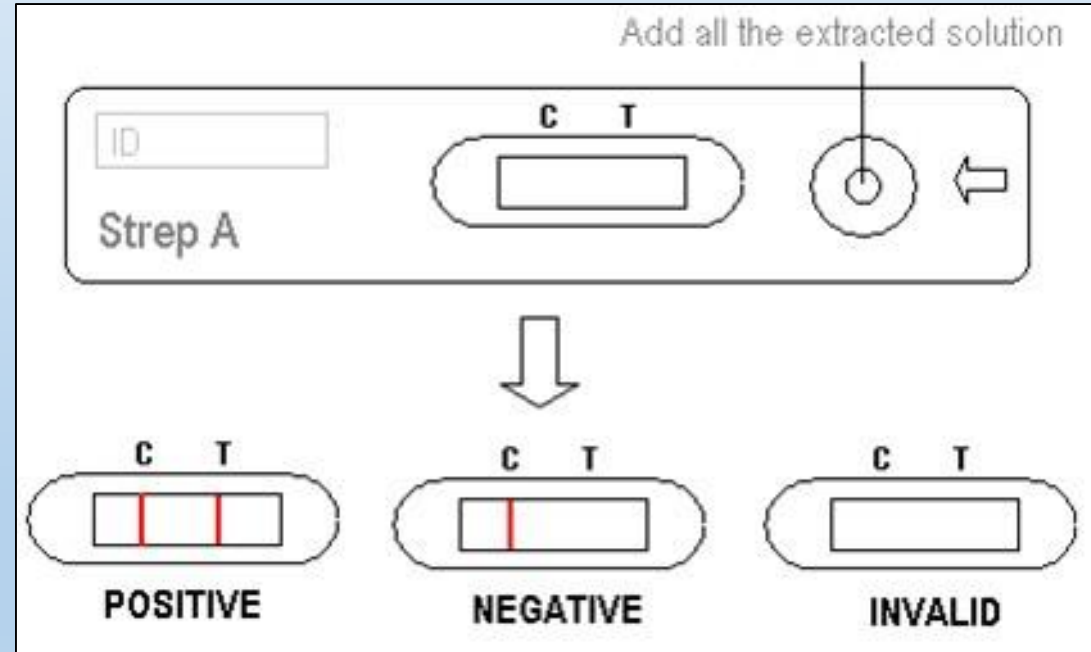 Add all the extracted solution
C T
ID
Strep A
C T
C T
C T
POSITIVE
NEGATIVE
INVALID